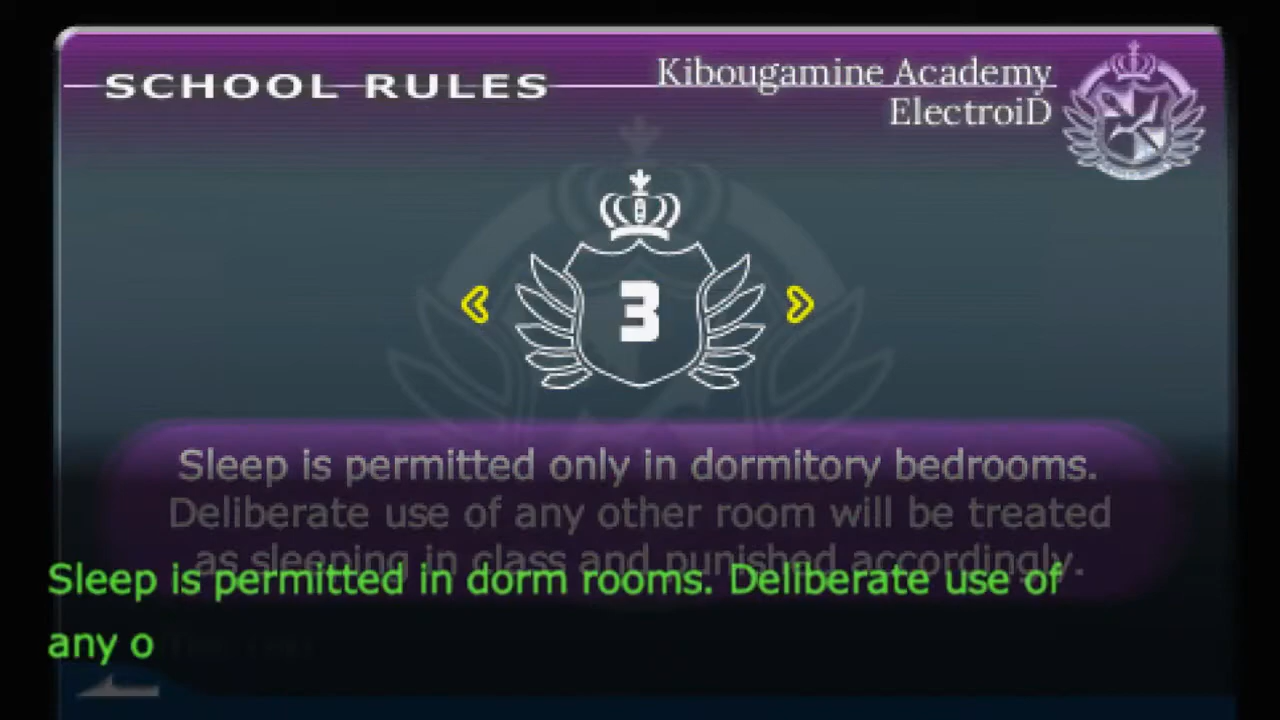 SCHOOL RULES
Kibougamine Academy
ElectroiD
3
Sleep is permitted only in dormitory bedrooms.
Deliberate use of any other room will be treated
as sleeping in class and punished accordingly.
Sleep is permitted in dorm rooms. Deliberate use of
any o